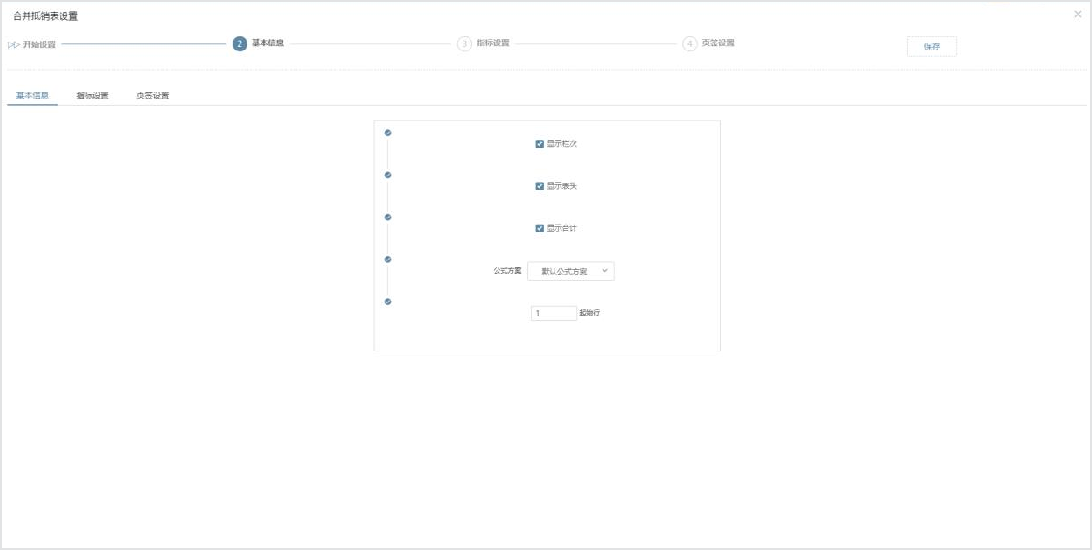 合并抵销表设置
开始设置 2 基本信息 3 指标设置 4 页签设置 保存
基本信息 指标设置 页签设置
显示栏次
显示表头
显示合计
公式方案 默认公式方案
1 起始行